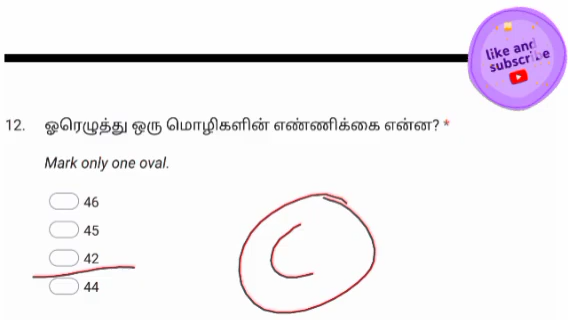 like and
subscribe
12. ஓரெழுத்து ஒரு மொழிகளின் எண்ணிக்கை என்ன? *
Mark only one oval.
46
45
42
44
C